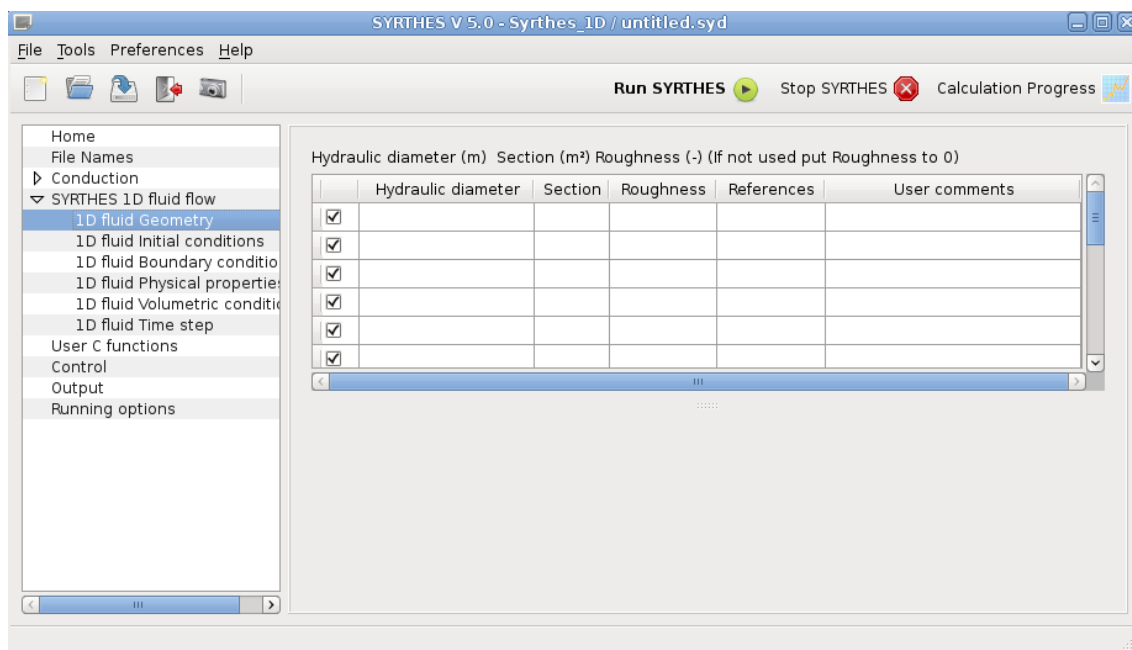 SYRTHES V 5.0 - Syrthes_1D / untitled.syd
File Tools Preferences Help
Run SYRTHES Stop SYRTHES Calculation Progress
Home
File Names
Conduction
SYRTHES 1D fluid flow
1D fluid Geometry
1D fluid Initial conditions
1D fluid Boundary conditio
1D fluid Physical properties
1D fluid Volumetric conditio
1D fluid Time step
User C functions
Control
Output
Running options
Hydraulic diameter (m) Section (m²) Roughness (-) (If not used put Roughness to 0)
Hydraulic diameter Section Roughness References User comments